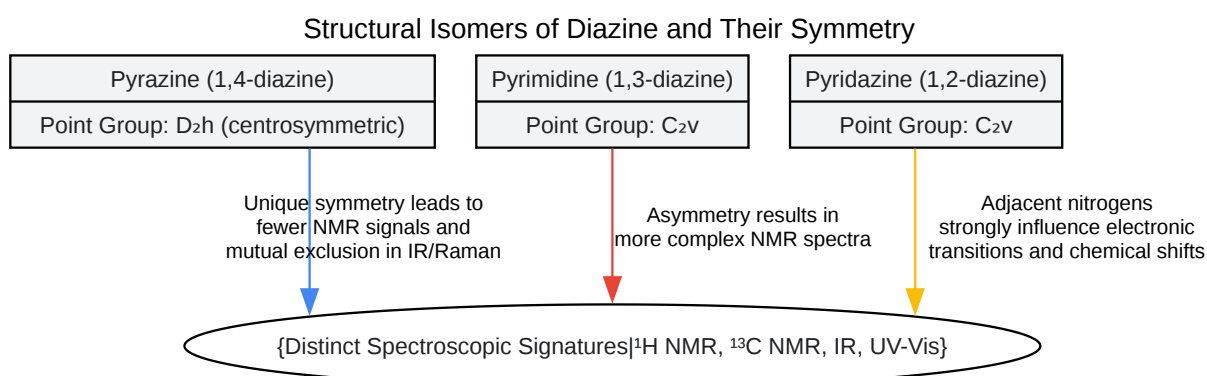 Structural Isomers of Diazine and Their Symmetry
Pyrazine (1,4-diazine)
Point Group: D₂h (centrosymmetric)
Pyrimidine (1,3-diazine)
Point Group: C₂v
Pyridazine (1,2-diazine)
Point Group: C₂v
Unique symmetry leads to
fewer NMR signals and
mutual exclusion in IR/Raman
Asymmetry results in
more complex NMR spectra
Adjacent nitrogens
strongly influence electronic
transitions and chemical shifts
{Distinct Spectroscopic Signatures|¹H NMR, ¹³C NMR, IR, UV-Vis}